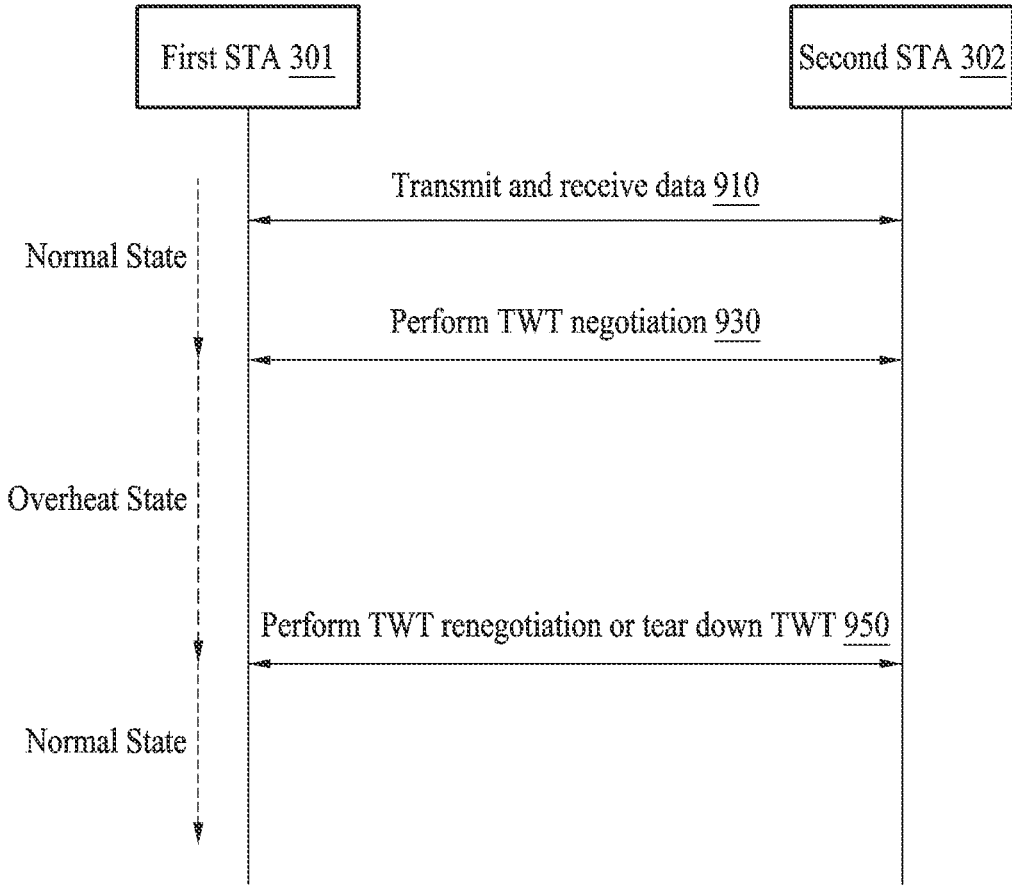 First STA 301
Second STA 302
Transmit and receive data 910
Normal State
Perform TWT negotiation 930
Overheat State
Perform TWT renegotiation or tear down TWT 950
Normal State